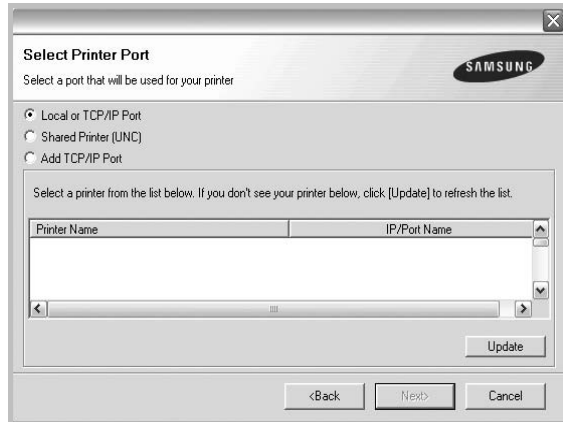 Select Printer Port
Select a port that will be used for your printer
SAMSUNG
Local or TCP/IP Port
Shared Printer (UNC)
Add TCP/IP Port
Select a printer from the list below. If you don't see your printer below, click [Update] to refresh the list.
Printer Name IP/Port Name
Update
<Back Next> Cancel